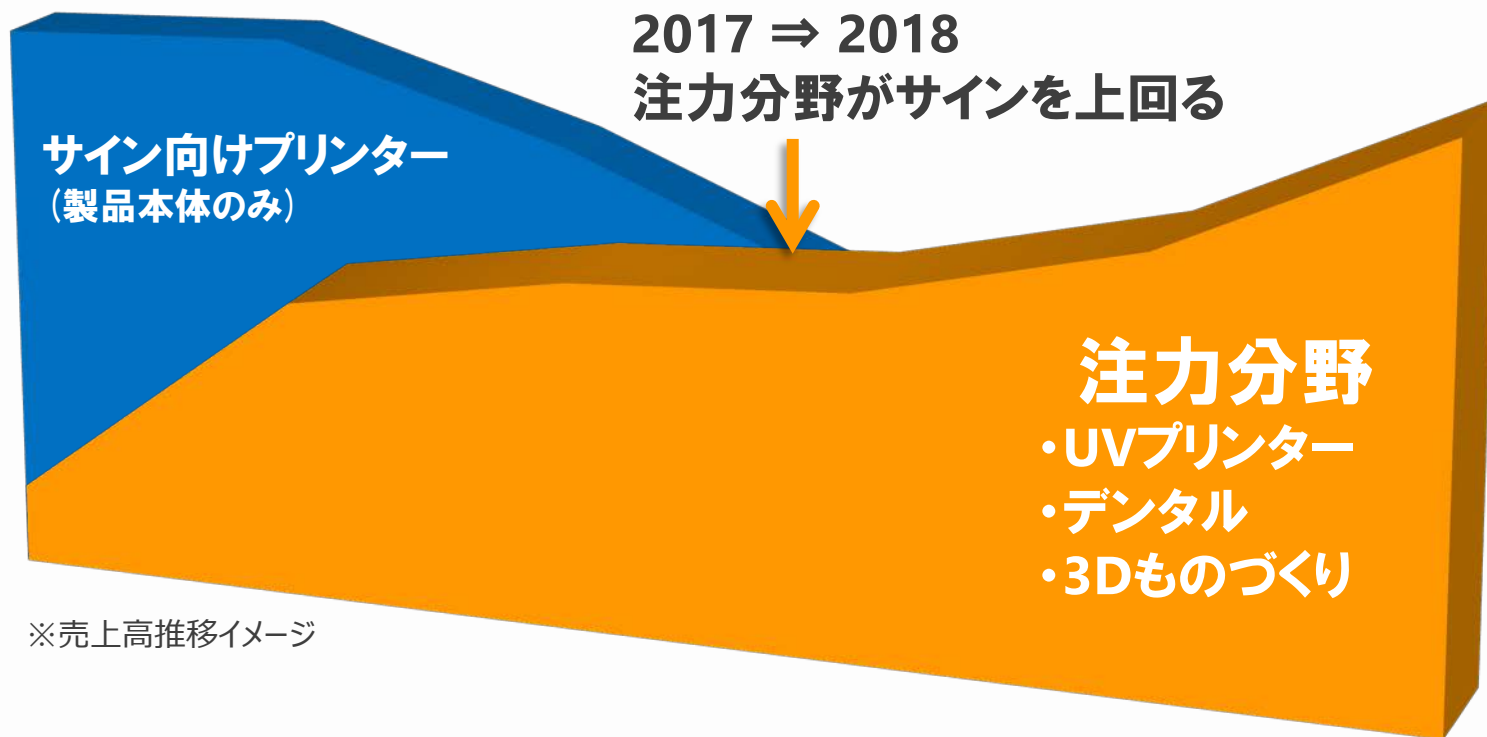 2017 ⇒ 2018
注力分野がサインを上回る
サイン向けプリンター
(製品本体のみ)
注力分野
・UVプリンター
・デンタル
・3Dものづくり
※売上高推移イメージ